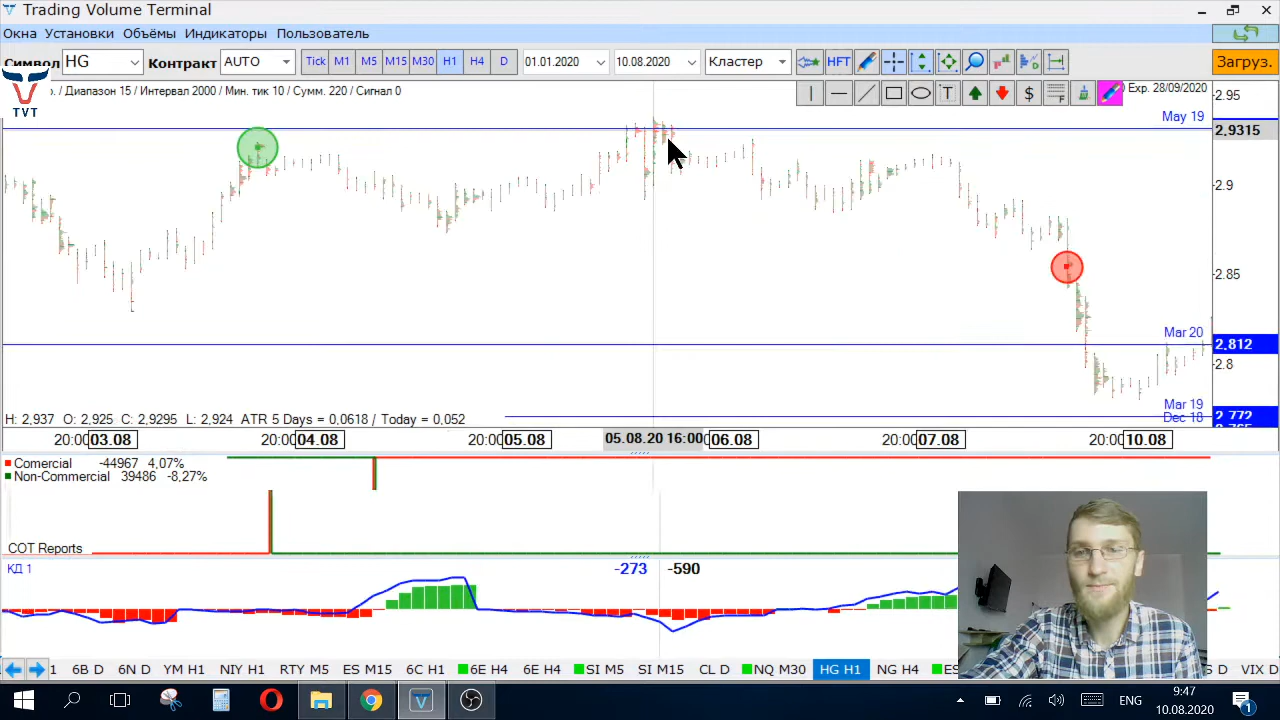 Trading Volume Terminal
Окна Установки Объёмы Индикаторы Пользователь
Символ HG Контракт AUTO Tick M1 M5 M15 M30 H1 H4 D 01.01.2020 10.08.2020 Кластер HFT Загруз.
TVT
/ Диапазон 15 / Интервал 2000 / Мин. тик 10 / Сумм. 220 / Сигнал 0
T $ F
Exp. 28/09/2020
2.95
May 19
2.9315
2.9
2.85
Mar 20
2.812
2.8
Mar 19
2.772
Dec 18
H: 2,937 O: 2,925 C: 2,9295 L: 2,924 ATR 5 Days = 0,0618 / Today = 0,052
20:00 03.08 20:00 04.08 20:00 05.08 05.08.20 16:00 06.08 20:00 07.08 20:00 10.08
Comercial -44967 4,07%
Non-Commercial 39486 -8,27%
COT Reports
КД 1 -273 -590
1 6B D 6N D YM H1 NIY H1 RTY M5 ES M15 6C H1 6E H4 6E H4 SI M5 SI M15 CL D NQ M30 HG H1 NG H4 ES S D VIX D
ENG
9:47
10.08.2020
1